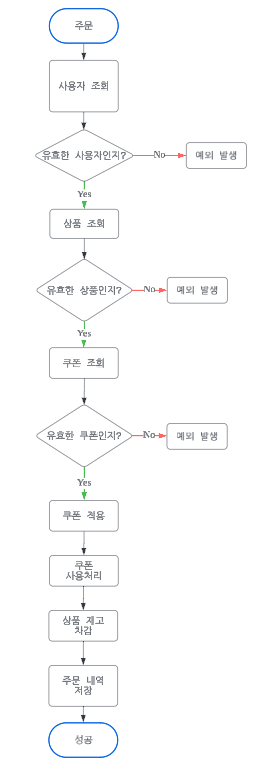 주문
사용자 조회
유효한 사용자인지?
No
예외 발생
Yes
상품 조회
유효한 상품인지?
No
예외 발생
Yes
쿠폰 조회
유효한 쿠폰인지?
No
예외 발생
Yes
쿠폰 적용
쿠폰
사용처리
상품 재고
차감
주문 내역
저장
성공